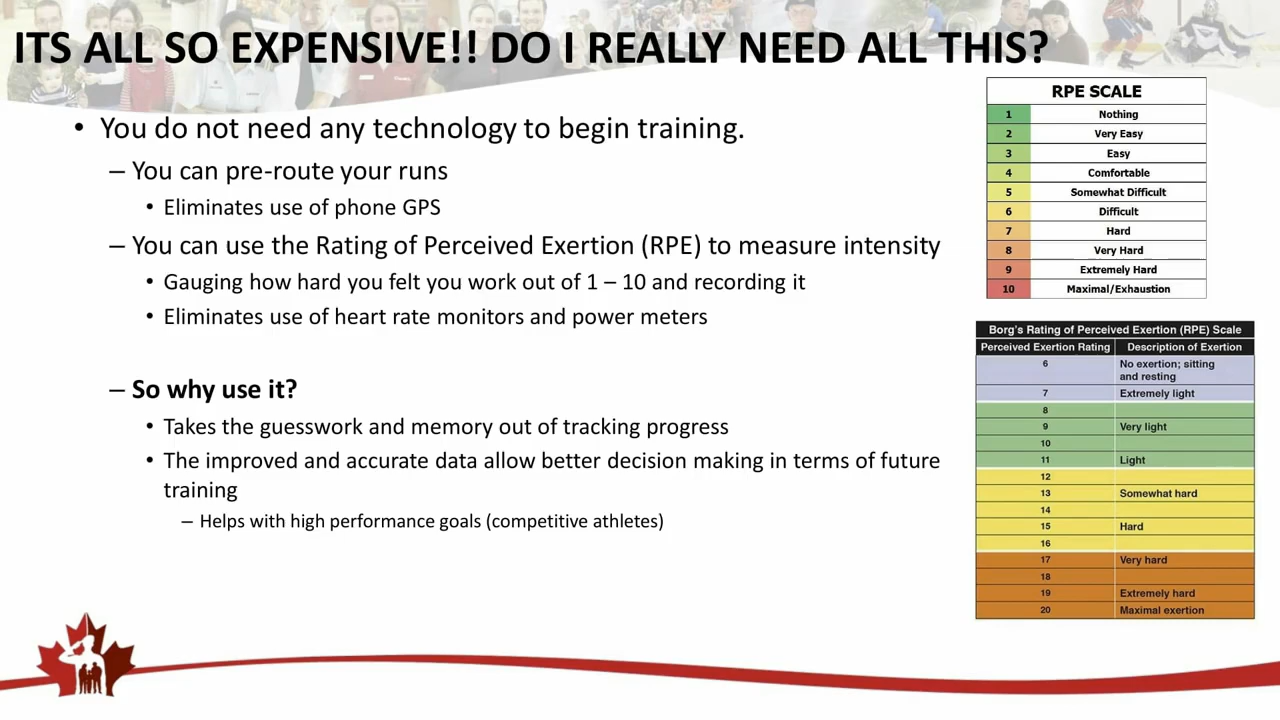 ITS ALL SO EXPENSIVE!! DO I REALLY NEED ALL THIS?
• You do not need any technology to begin training.
– You can pre-route your runs
• Eliminates use of phone GPS
– You can use the Rating of Perceived Exertion (RPE) to measure intensity
• Gauging how hard you felt you work out of 1 – 10 and recording it
• Eliminates use of heart rate monitors and power meters
– So why use it?
• Takes the guesswork and memory out of tracking progress
• The improved and accurate data allow better decision making in terms of future
training
– Helps with high performance goals (competitive athletes)
RPE SCALE
1 Nothing
2 Very Easy
3 Easy
4 Comfortable
5 Somewhat Difficult
6 Difficult
7 Hard
8 Very Hard
9 Extremely Hard
10 Maximal/Exhaustion
Borg's Rating of Perceived Exertion (RPE) Scale
Perceived Exertion Rating Description of Exertion
6 No exertion; sitting
and resting
7 Extremely light
8
9 Very light
10
11 Light
12
13 Somewhat hard
14
15 Hard
16
17 Very hard
18
19 Extremely hard
20 Maximal exertion